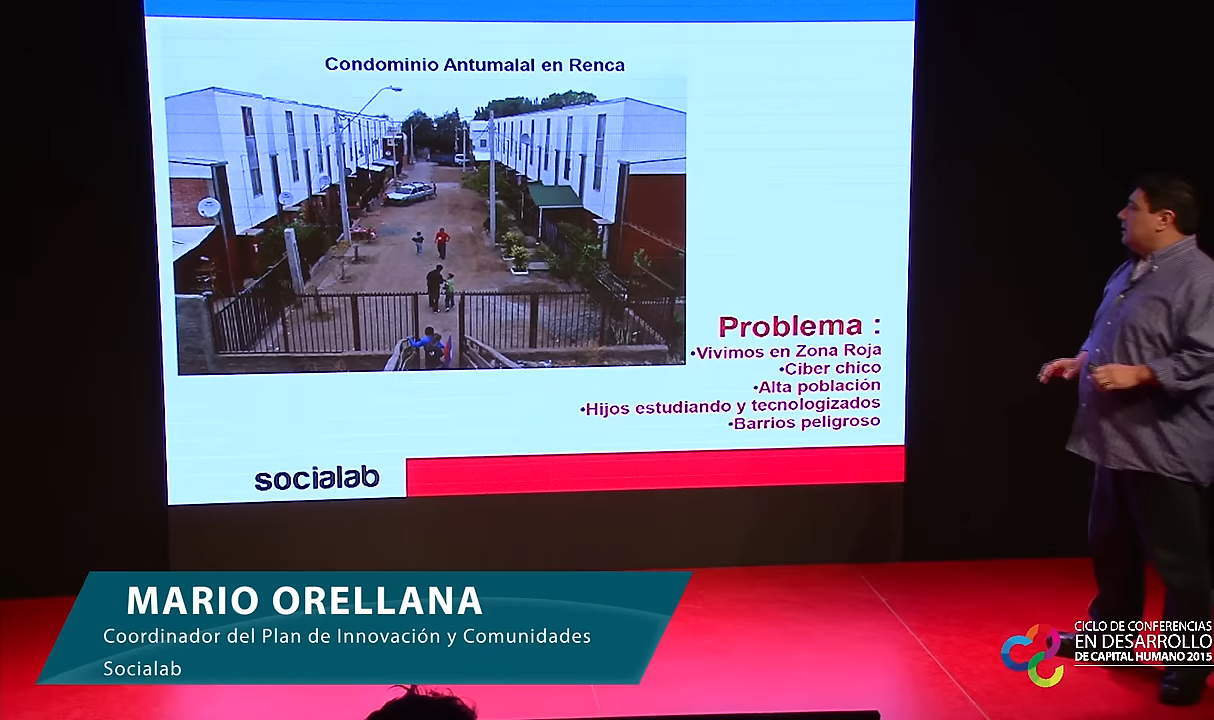 Condominio Antumalal en Renca
Problema :
•Vivimos en Zona Roja
•Ciber chico
•Alta población
•Hijos estudiando y tecnologizados
•Barrios peligroso
socialab
MARIO ORELLANA
Coordinador del Plan de Innovación y Comunidades
Socialab
CICLO DE CONFERENCIAS
EN DESARROLLO
DE CAPITAL HUMANO 2015